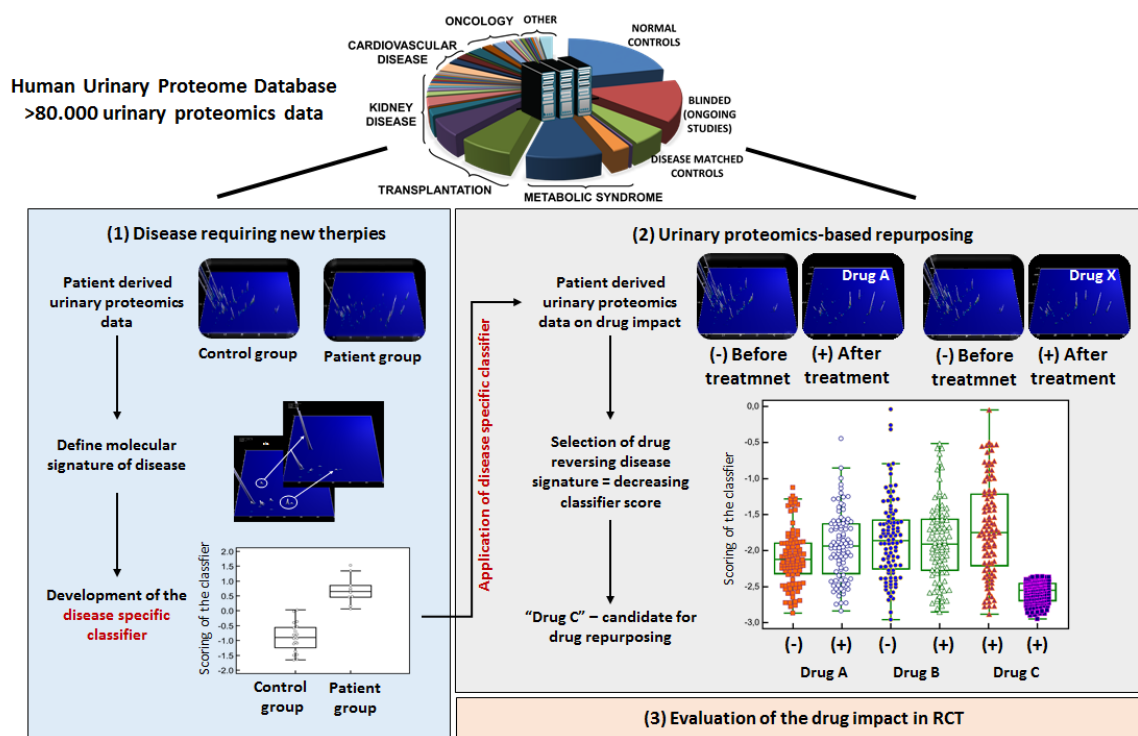 ONCOLOGY
OTHER
CARDIOVASCULAR
DISEASE
NORMAL
CONTROLS
Human Urinary Proteome Database
>80.000 urinary proteomics data
KIDNEY
DISEASE
BLINDED
(ONGOING
STUDIES)
DISEASE MATCHED
CONTROLS
TRANSPLANTATION
METABOLIC SYNDROME
(1) Disease requiring new therpies
Patient derived
urinary proteomics
data
Control group
Patient group
Define molecular
signature of disease
Development of the
disease specific
classifier
Scoring of the classifier
2.0
1.5
1.0
0.5
0.0
-0.5
-1.0
-1.5
-2.0
Control
group
Patient
group
Application of disease specific classifier
(2) Urinary proteomics-based repurposing
Patient derived
urinary proteomics
data on drug impact
Drug A
Drug X
(-) Before
treatmnet
(+) After
treatment
(-) Before
treatmnet
(+) After
treatment
Selection of drug
reversing disease
signature = decreasing
classifier score
"Drug C" – candidate for
drug repurposing
Scoring of the classfier
0,0
-0,5
-1,0
-1,5
-2,0
-2,5
-3,0
(-) (+) (-) (+) (+) (+)
Drug A Drug B Drug C
(3) Evaluation of the drug impact in RCT